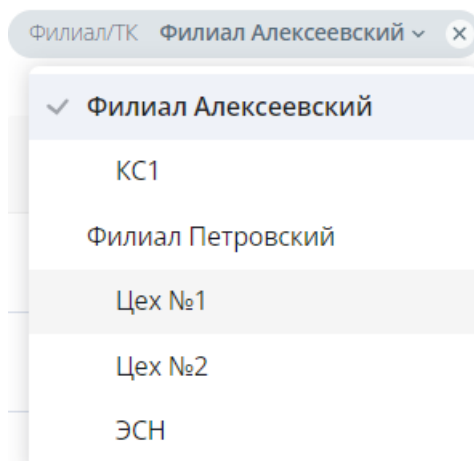 Филиал/ТК Филиал Алексеевский
Филиал Алексеевский
КС1
Филиал Петровский
Цех №1
Цех №2
ЭСН